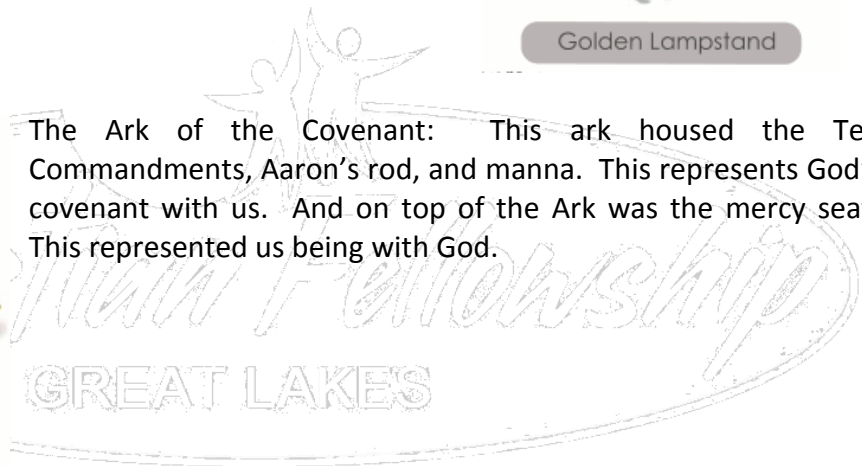 Golden Lampstand
The Ark of the Covenant: This ark housed the Te
Commandments, Aaron's rod, and manna. This represents God'
covenant with us. And on top of the Ark was the mercy sea
This represented us being with God.
Fellowship
GREAT LAKES